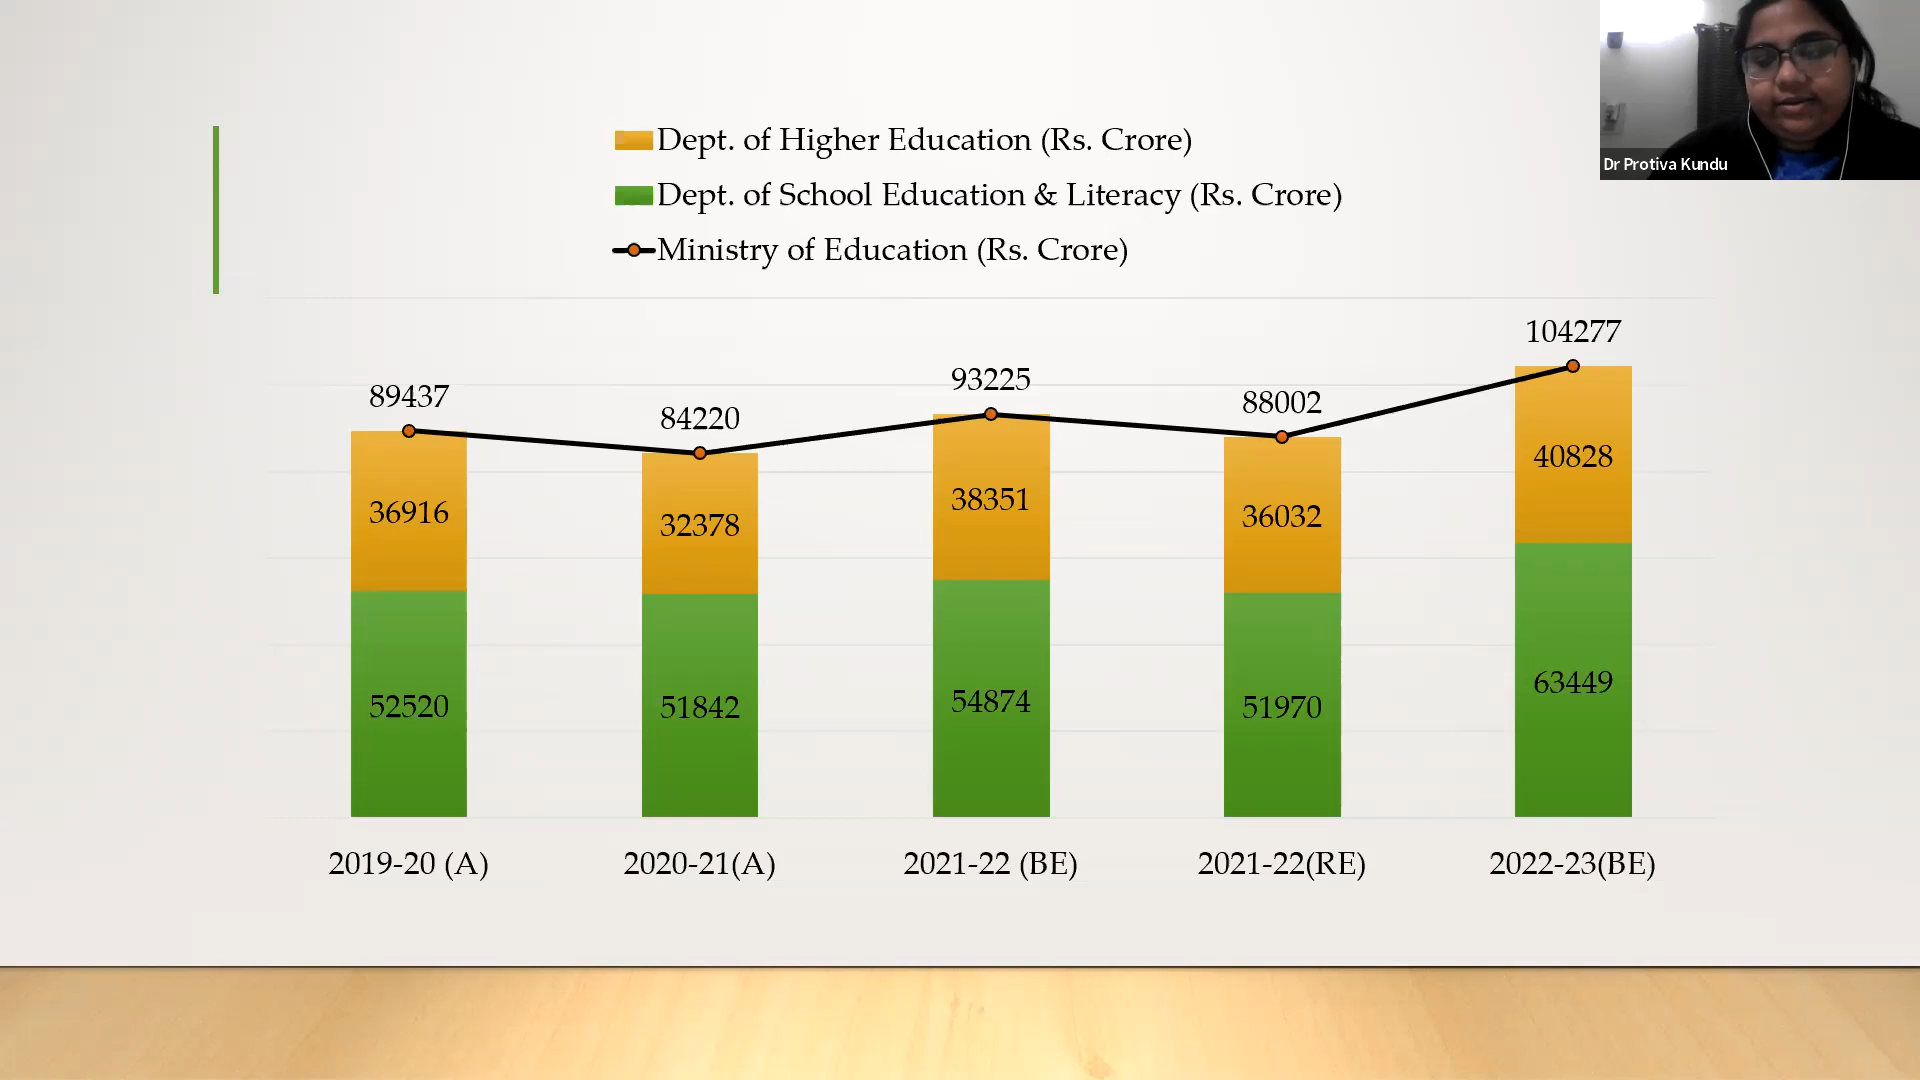 Dr Protiva Kundu
Dept. of Higher Education (Rs. Crore)
Dept. of School Education & Literacy (Rs. Crore)
Ministry of Education (Rs. Crore)
104277
93225
89437
88002
84220
40828
38351
36916
36032
32378
63449
54874
52520
51842
51970
2019-20 (A)
2020-21(A)
2021-22 (BE)
2021-22(RE)
2022-23(BE)